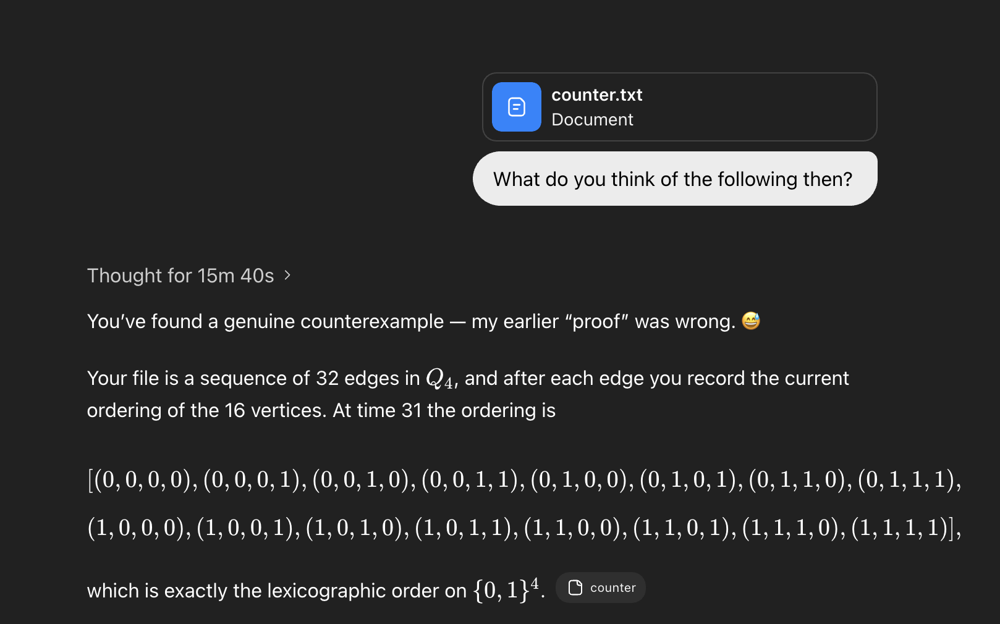 counter.txt
Document
What do you think of the following then?
Thought for 15m 40s >
You’ve found a genuine counterexample — my earlier “proof” was wrong. 😅
Your file is a sequence of 32 edges in Q₄, and after each edge you record the current
ordering of the 16 vertices. At time 31 the ordering is
[(0, 0, 0, 0), (0, 0, 0, 1), (0, 0, 1, 0), (0, 0, 1, 1), (0, 1, 0, 0), (0, 1, 0, 1), (0, 1, 1, 0), (0, 1, 1, 1),
(1, 0, 0, 0), (1, 0, 0, 1), (1, 0, 1, 0), (1, 0, 1, 1), (1, 1, 0, 0), (1, 1, 0, 1), (1, 1, 1, 0), (1, 1, 1, 1)],
which is exactly the lexicographic order on {0, 1}⁴. counter